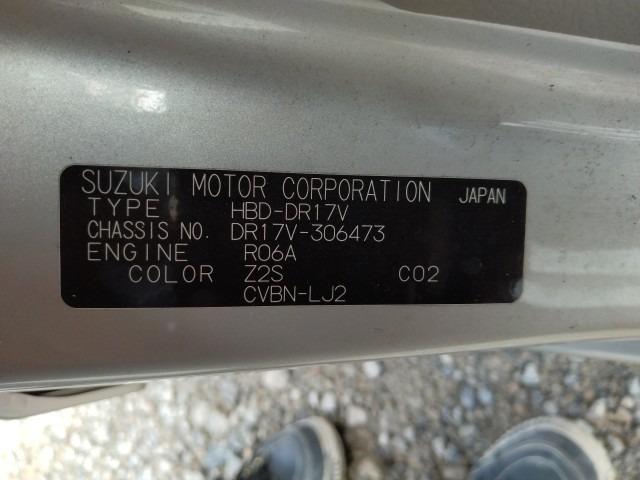 SUZUKI MOTOR CORPORATION JAPAN
TYPE HBD-DR17V
CHASSIS NO. DR17V-306473
ENGINE R06A
COLOR Z2S C02
CVBN-LJ2